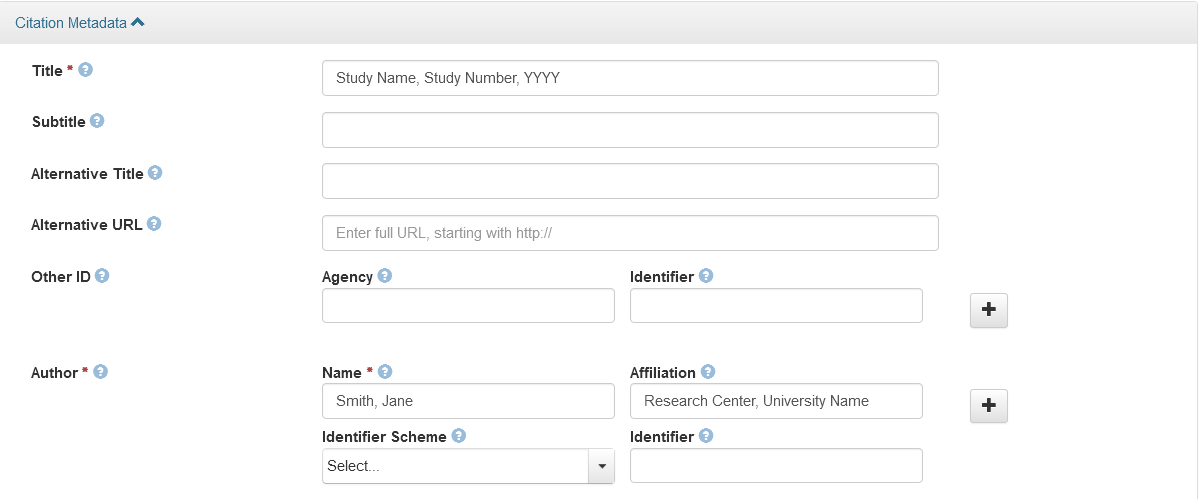 Citation Metadata
Title *
Study Name, Study Number, YYYY
Subtitle
Alternative Title
Alternative URL
Enter full URL, starting with http://
Other ID
Agency
Identifier
Author *
Name *
Affiliation
Smith, Jane
Research Center, University Name
Identifier Scheme
Identifier
Select...